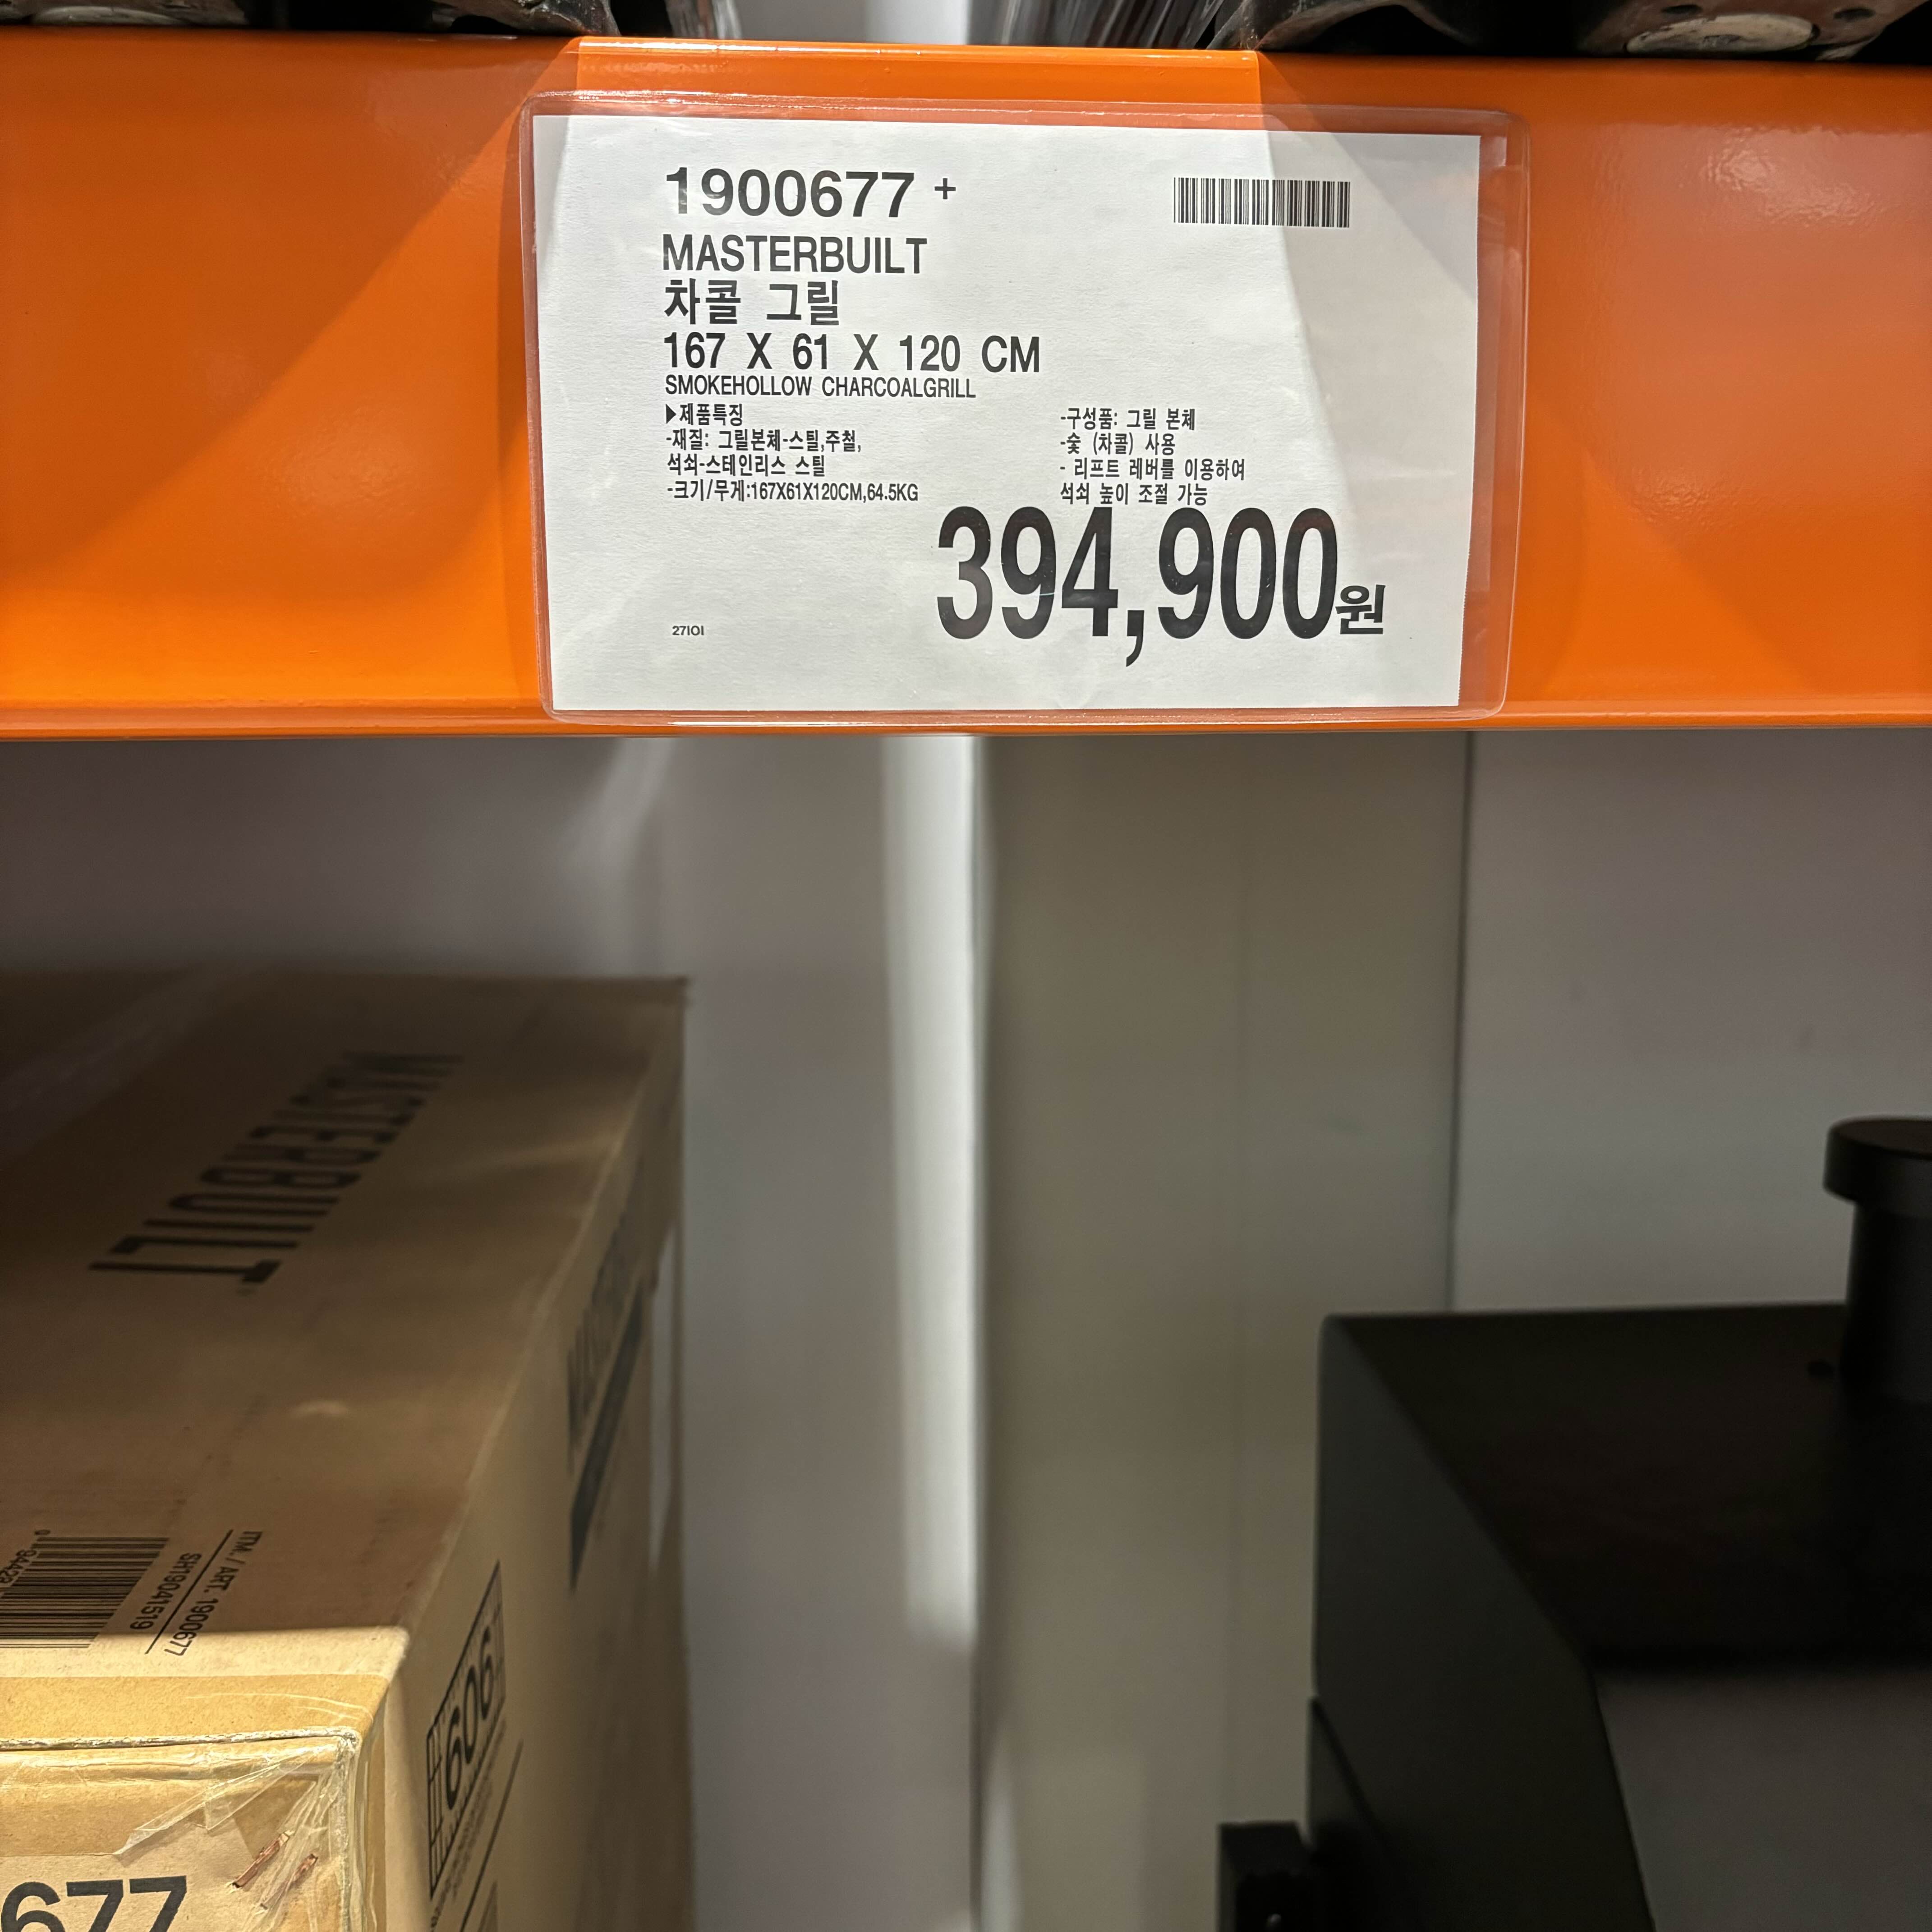 1900677 +
MASTERBUILT
차콜 그릴
167 X 61 X 120 CM
SMOKEHOLLOW CHARCOALGRILL
▶제품특징
-재질: 그릴본체-스틸,주철,
석쇠-스테인리스 스틸
-크기/무게:167X61X120CM,64.5KG
-구성품: 그릴 본체
-숯 (차콜) 사용
- 리프트 레버를 이용하여
석쇠 높이 조절 가능
394,900원
27101
MASTERBUILT
ITM. / ART. 1900677
SH19041519
677